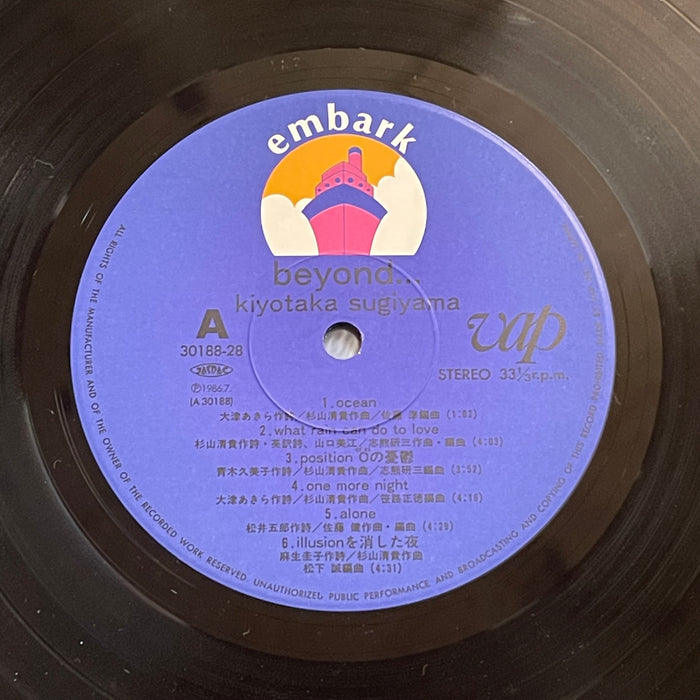 embark
beyond...
kiyotaka sugiyama
A
30188-28
JASRAC
Ⓟ1986.7.
(A 30188)
vap
STEREO 33⅓r.p.m.
1.ocean
大津あきら作詩／杉山清貴作曲／佐藤 準編曲 (1:02)
2.what rain can do to love
杉山清貴作詩・英訳詩、山口美江／志熊研三作曲・編曲 (4:03)
3.position Oの憂鬱
青木久美子作詩／杉山清貴作曲／志熊研三編曲 (3:52)
4.one more night
大津あきら作詩／杉山清貴作曲／笹路正徳編曲 (4:16)
5.alone
松井五郎作詩／佐藤 健作曲・編曲 (4:29)
6.illusionを消した夜
麻生圭子作詩／杉山清貴作曲
松下 誠編曲 (4:31)
ALL RIGHTS OF THE MANUFACTURER AND OF THE OWNER OF THE RECORDED WORK RESERVED. UNAUTHORIZED PUBLIC PERFORMANCE AND BROADCASTING AND COPYING OF THIS RECORD PROHIBITED